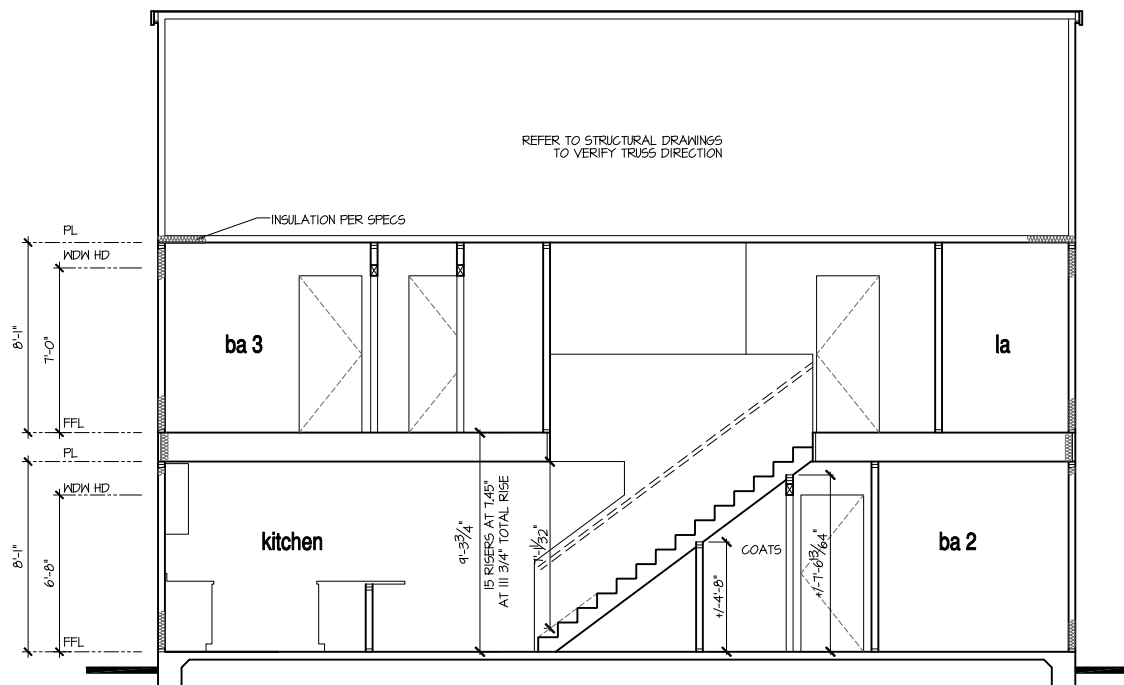 REFER TO STRUCTURAL DRAWINGS
TO VERIFY TRUSS DIRECTION
INSULATION PER SPECS
PL
WDW HD
8'-1"
7'-0"
ba 3
la
FFL
PL
WDW HD
8'-1"
6'-8"
kitchen
9'-3 3/4"
15 RISERS AT 7.45"
AT 111 3/4" TOTAL RISE
7'-1 1/32"
COATS
+/-4'-8"
+/-7'-6 13/64"
ba 2
FFL